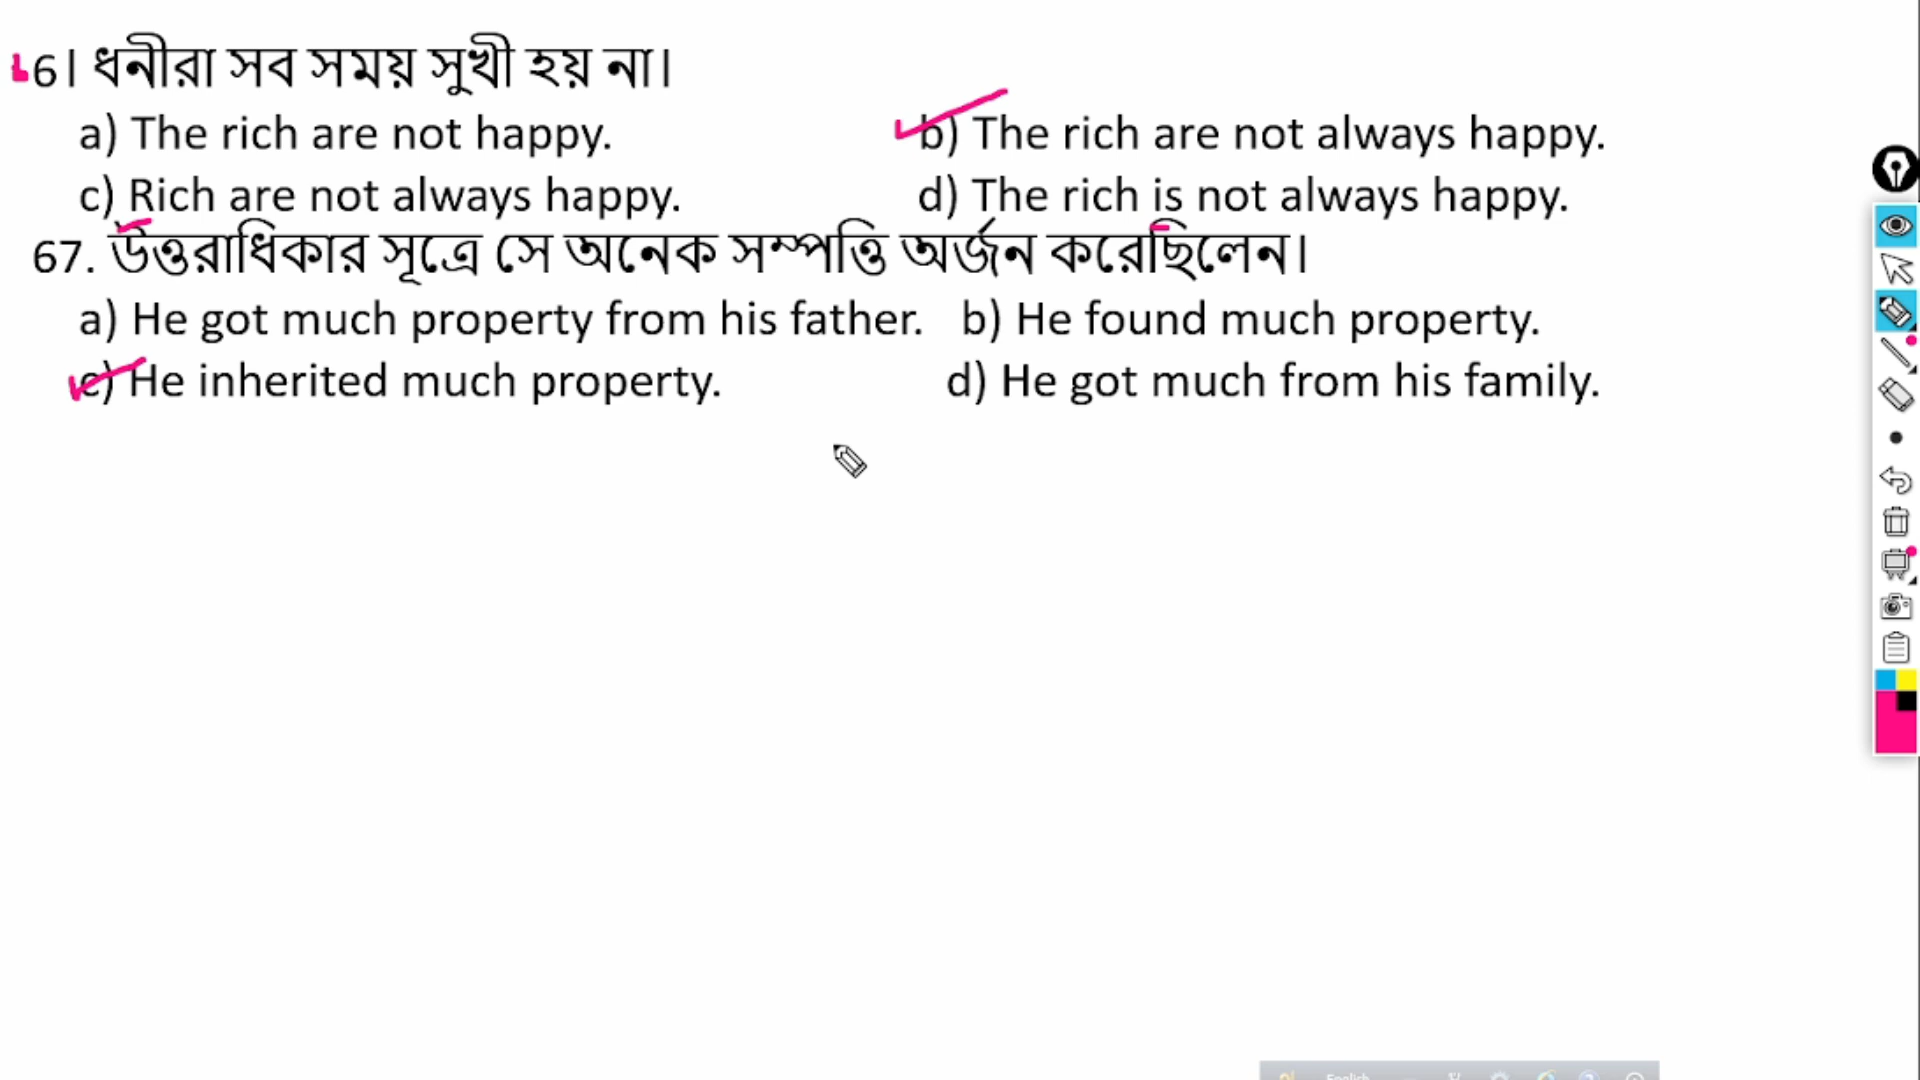 6। ধনীরা সব সময় সুখী হয় না।
a) The rich are not happy. b) The rich are not always happy.
c) Rich are not always happy. d) The rich is not always happy.
67. উত্তরাধিকার সূত্রে সে অনেক সম্পত্তি অর্জন করেছিলেন।
a) He got much property from his father. b) He found much property.
c) He inherited much property. d) He got much from his family.
English